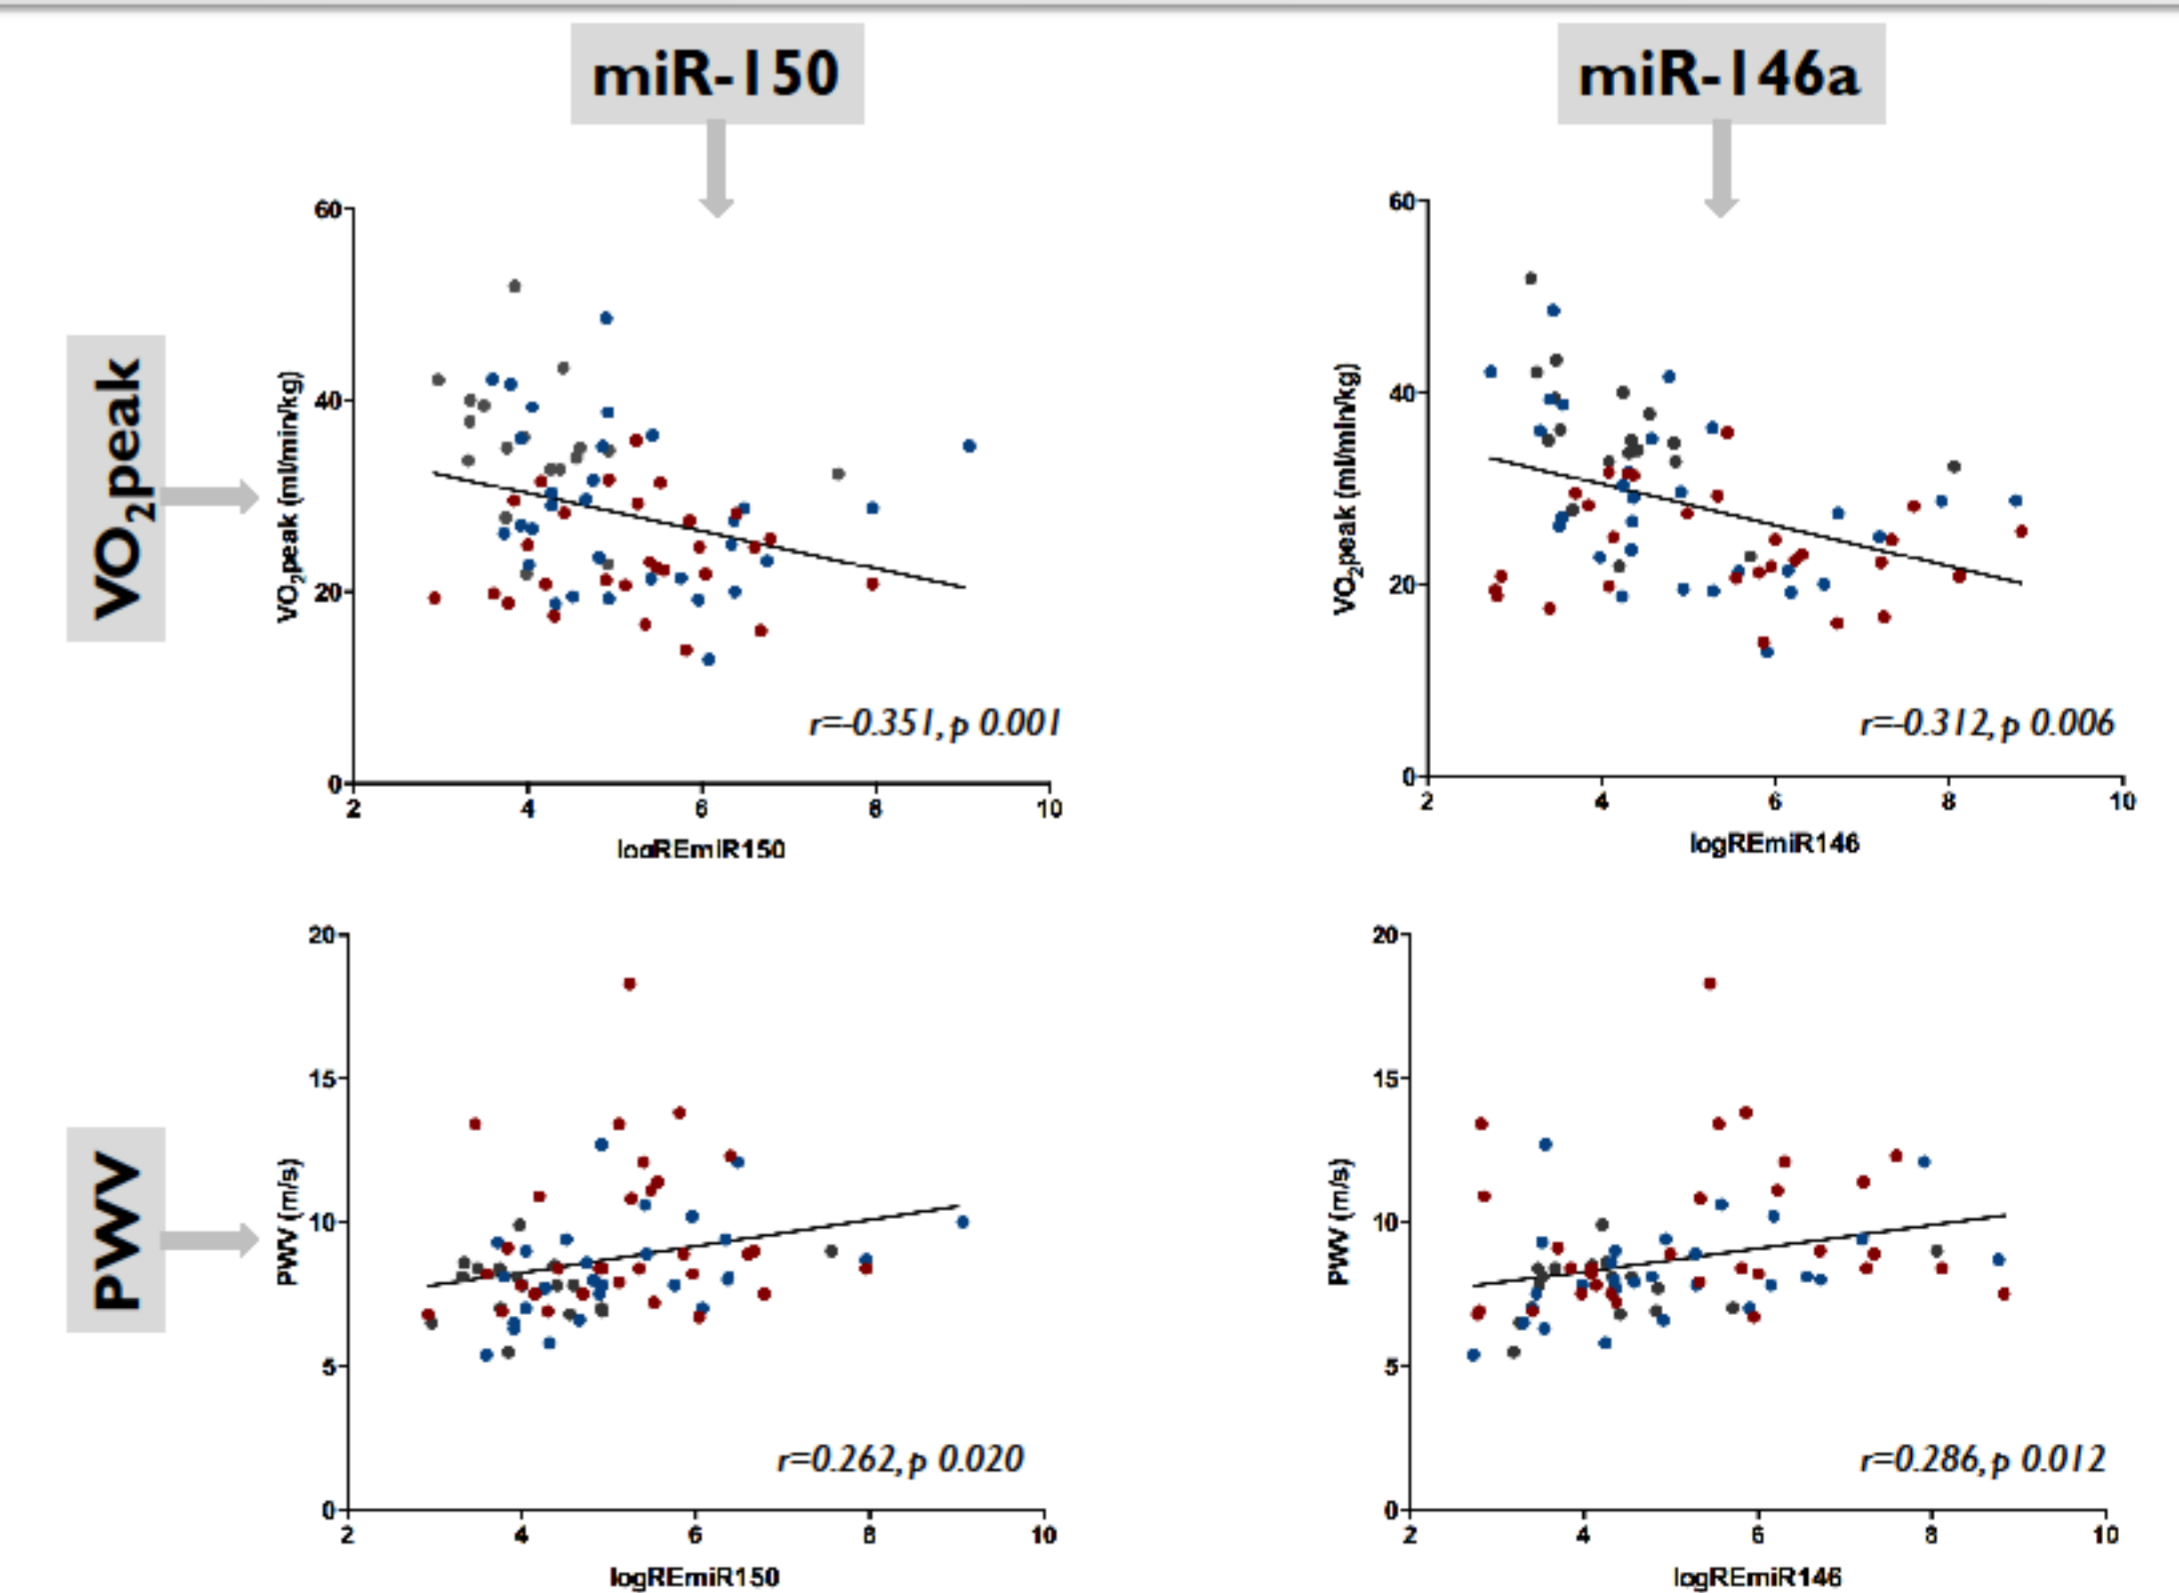 miR-150
miR-146a
VO2peak
PWV
60
40
20
0
VO2peak (ml/min/kg)
2
4
6
8
10
logREmiR150
r=-0.351, p 0.001
60
40
20
0
VO2peak (ml/min/kg)
2
4
6
8
10
logREmiR146
r=-0.312, p 0.006
20
15
10
5
0
PWV (m/s)
2
4
6
8
10
logREmiR150
r=0.262, p 0.020
20
15
10
5
0
PWV (m/s)
2
4
6
8
10
logREmiR146
r=0.286, p 0.012